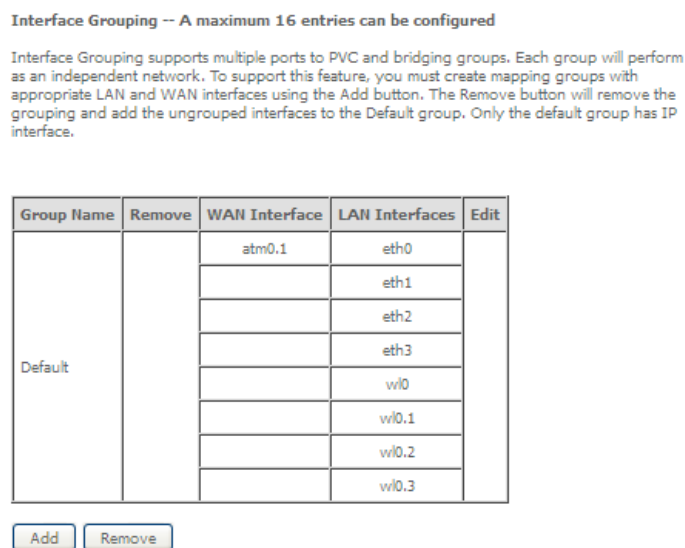 Interface Grouping -- A maximum 16 entries can be configured
Interface Grouping supports multiple ports to PVC and bridging groups. Each group will perform
as an independent network. To support this feature, you must create mapping groups with
appropriate LAN and WAN interfaces using the Add button. The Remove button will remove the
grouping and add the ungrouped interfaces to the Default group. Only the default group has IP
interface.
Group Name Remove WAN Interface LAN Interfaces Edit
Default
atm0.1 eth0
eth1
eth2
eth3
wl0
wl0.1
wl0.2
wl0.3
Add Remove